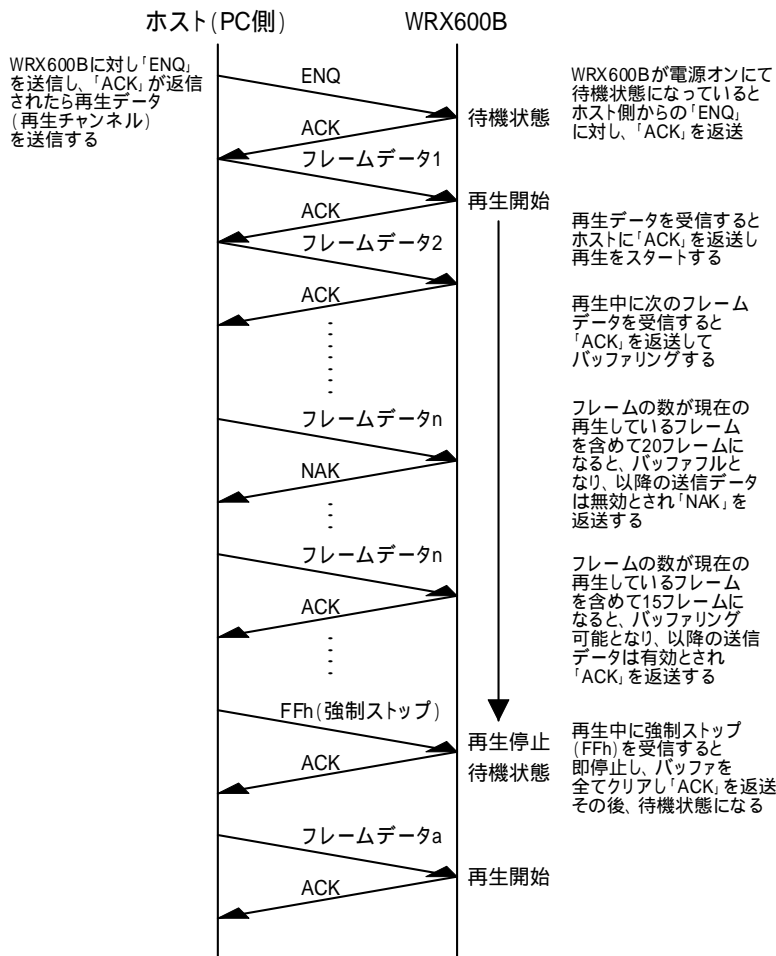 ホスト(PC側)
WRX600B
WRX600Bに対し「ENQ」
を送信し、「ACK」が返信
されたら再生データ
(再生チャンネル)
を送信する
ENQ
WRX600Bが電源オンにて
待機状態になっていると
ホスト側からの「ENQ」
に対し、「ACK」を返送
待機状態
ACK
フレームデータ1
再生開始
ACK
フレームデータ2
再生データを受信すると
ホストに「ACK」を返送し
再生をスタートする
ACK
再生中に次のフレーム
データを受信すると
「ACK」を返送して
バッファリングする
フレームデータn
NAK
フレームの数が現在の
再生しているフレーム
を含めて20フレームに
なると、バッファフルと
なり、以降の送信データ
は無効とされ「NAK」を
返送する
フレームデータn
ACK
フレームの数が現在の
再生しているフレーム
を含めて15フレームに
なると、バッファリング
可能となり、以降の送信
データは有効とされ
「ACK」を返送する
FFh(強制ストップ)
再生停止
ACK
待機状態
再生中に強制ストップ
(FFh)を受信すると
即停止し、バッファを
全てクリアし「ACK」を返送
その後、待機状態になる
フレームデータa
再生開始
ACK